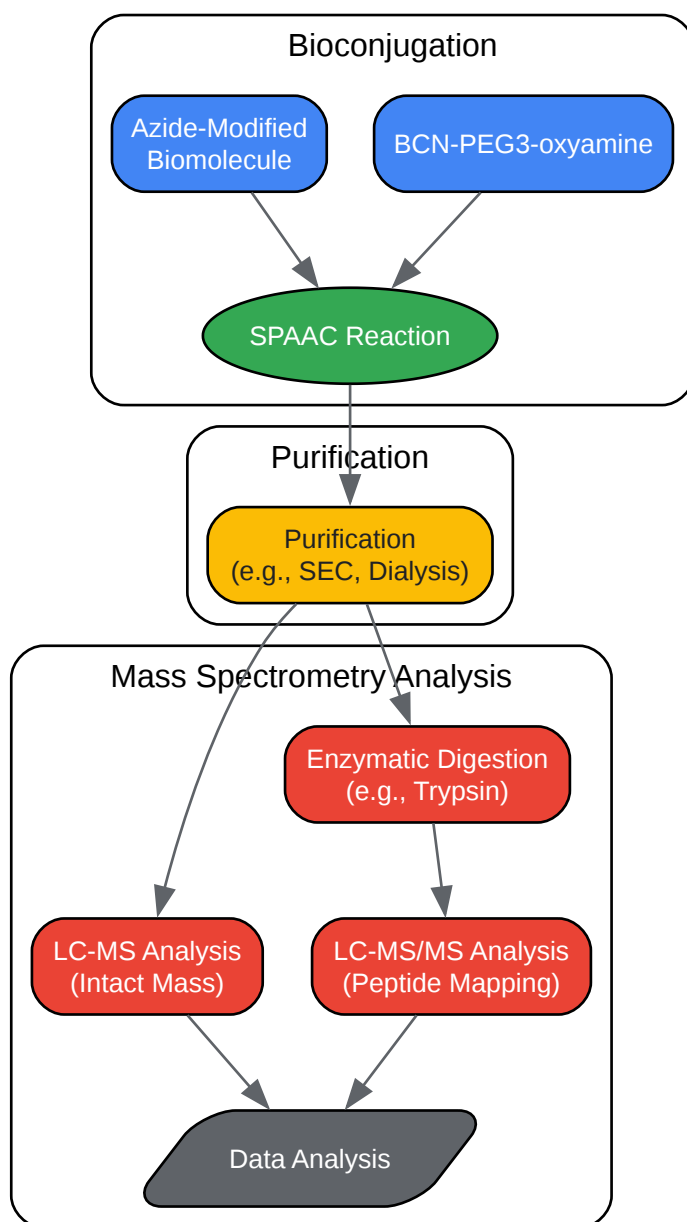 Bioconjugation
Azide-Modified
Biomolecule
BCN-PEG3-oxyamine
SPAAC Reaction
Purification
Purification
(e.g., SEC, Dialysis)
Mass Spectrometry Analysis
Enzymatic Digestion
(e.g., Trypsin)
LC-MS Analysis
(Intact Mass)
LC-MS/MS Analysis
(Peptide Mapping)
Data Analysis